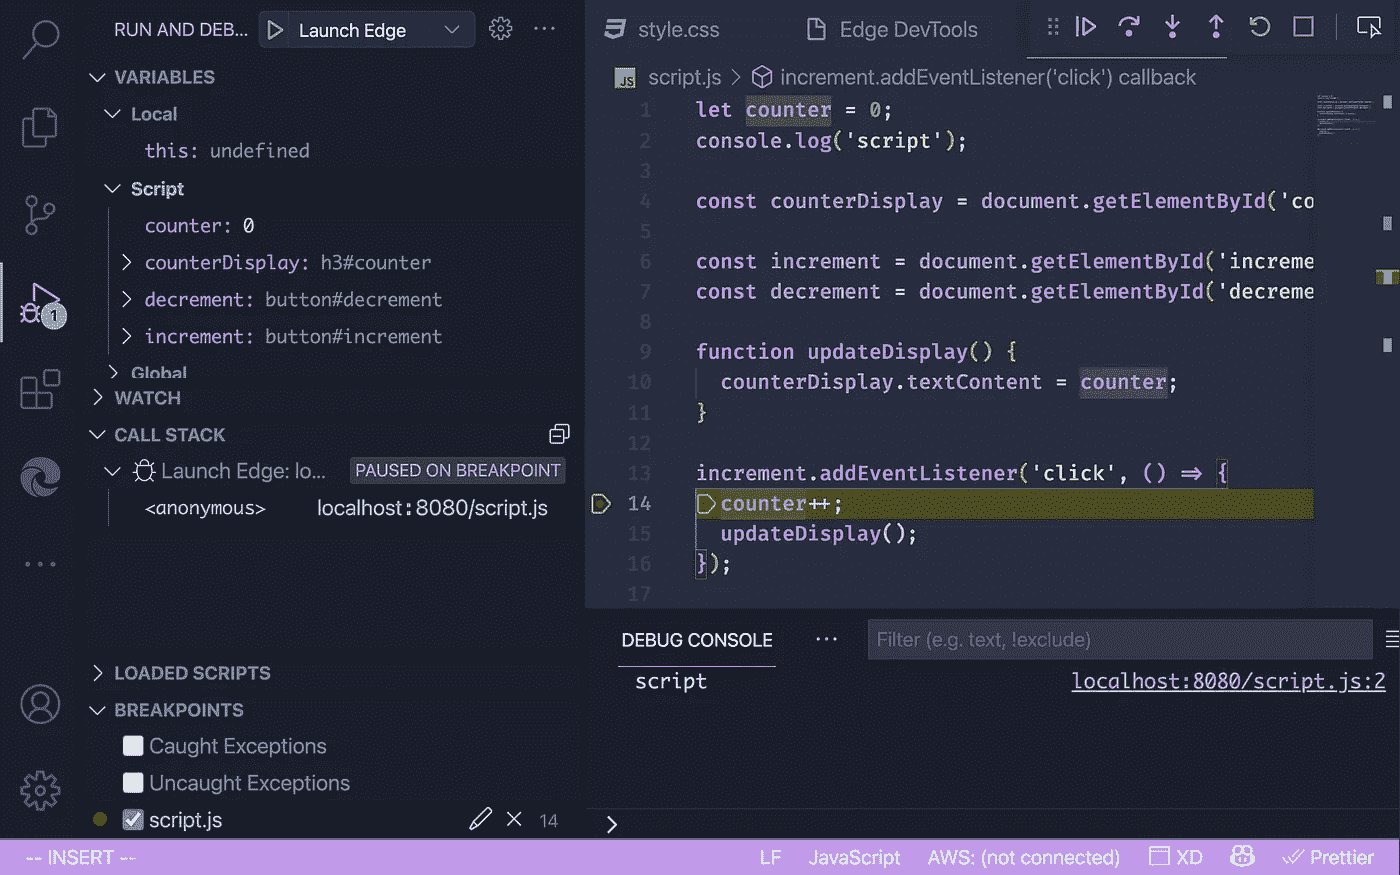 RUN AND DEB...
Launch Edge
VARIABLES
Local
this: undefined
Script
counter: 0
counterDisplay: h3#counter
decrement: button#decrement
increment: button#increment
Global
WATCH
CALL STACK
Launch Edge: lo...
PAUSED ON BREAKPOINT
<anonymous>
localhost:8080/script.js
LOADED SCRIPTS
BREAKPOINTS
Caught Exceptions
Uncaught Exceptions
script.js
14
1
style.css
Edge DevTools
JS script.js > increment.addEventListener('click') callback
1 let counter = 0;
2 console.log('script');
3
4 const counterDisplay = document.getElementById('co
5
6 const increment = document.getElementById('increme
7 const decrement = document.getElementById('decreme
8
9 function updateDisplay() {
10 counterDisplay.textContent = counter;
11 }
12
13 increment.addEventListener('click', () => {
14 counter++;
15 updateDisplay();
16 });
17
DEBUG CONSOLE
Filter (e.g. text, !exclude)
script
localhost:8080/script.js:2
-- INSERT --
LF
JavaScript
AWS: (not connected)
XD
Prettier